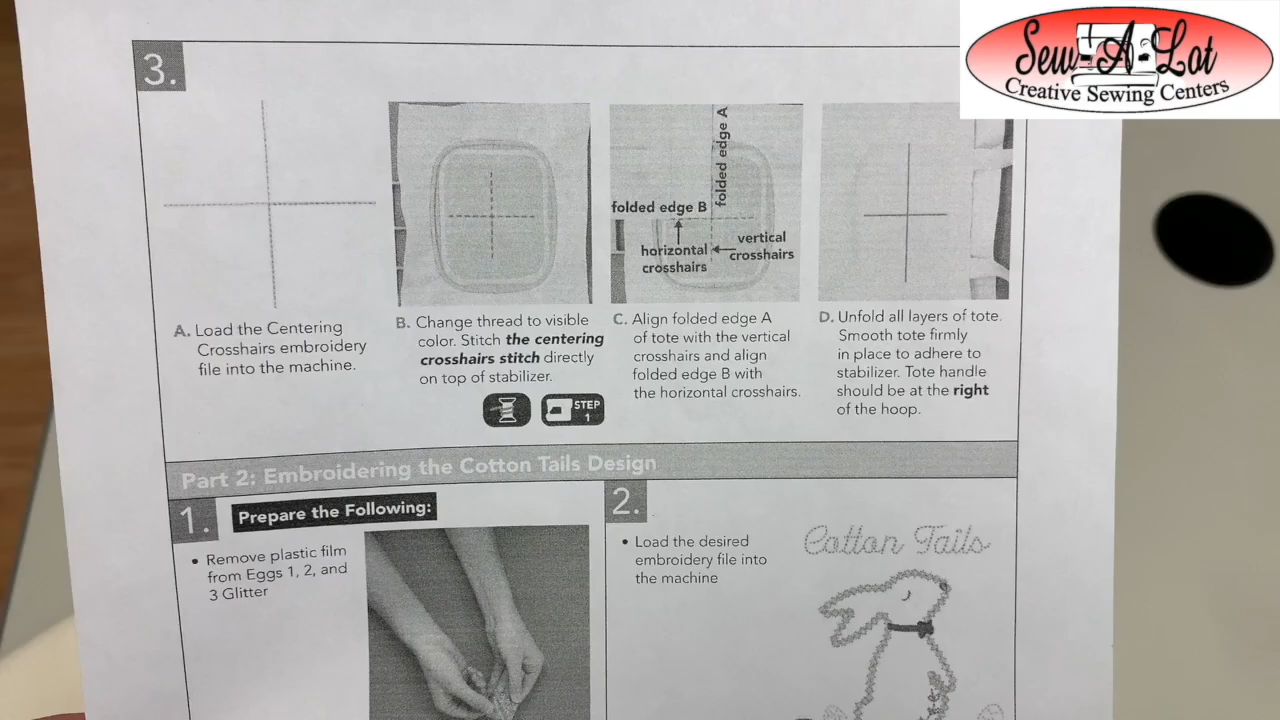 Sew-A-Lot
Creative Sewing Centers
3.
folded edge A
folded edge B
horizontal
crosshairs
vertical
crosshairs
A. Load the Centering
Crosshairs embroidery
file into the machine.
B. Change thread to visible
color. Stitch the centering
crosshairs stitch directly
on top of stabilizer.
STEP
1
C. Align folded edge A
of tote with the vertical
crosshairs and align
folded edge B with
the horizontal crosshairs.
D. Unfold all layers of tote.
Smooth tote firmly
in place to adhere to
stabilizer. Tote handle
should be at the right
of the hoop.
Part 2: Embroidering the Cotton Tails Design
1.
Prepare the Following:
• Remove plastic film
from Eggs 1, 2, and
3 Glitter
2.
• Load the desired
embroidery file into
the machine
Cotton Tails